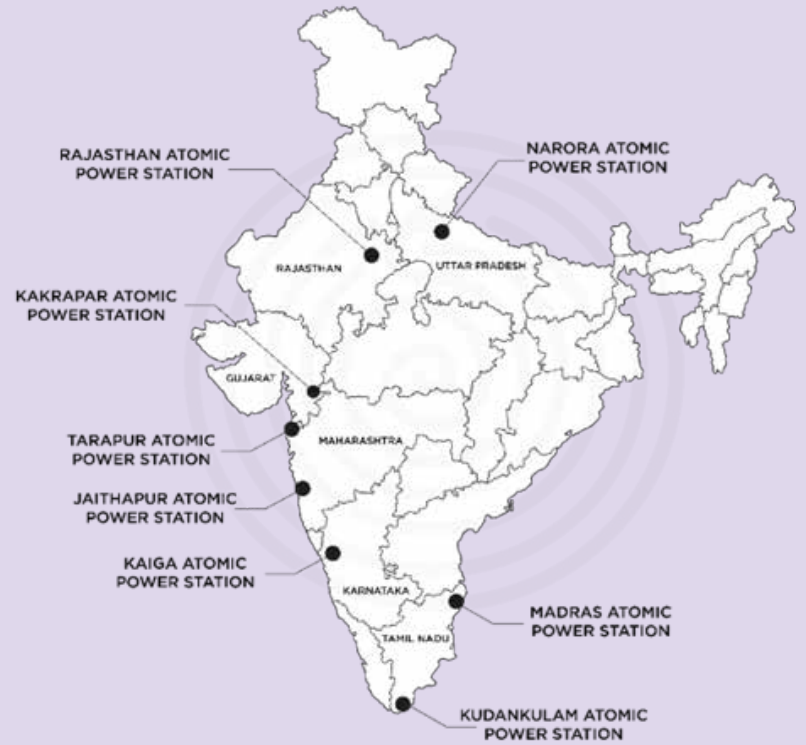 RAJASTHAN ATOMIC
POWER STATION
NARORA ATOMIC
POWER STATION
RAJASTHAN
UTTAR PRADESH
KAKRAPAR ATOMIC
POWER STATION
GUJARAT
TARAPUR ATOMIC
POWER STATION
MAHARASHTRA
JAITHAPUR ATOMIC
POWER STATION
KAIGA ATOMIC
POWER STATION
KARNATAKA
MADRAS ATOMIC
POWER STATION
TAMIL NADU
KUDANKULAM ATOMIC
POWER STATION